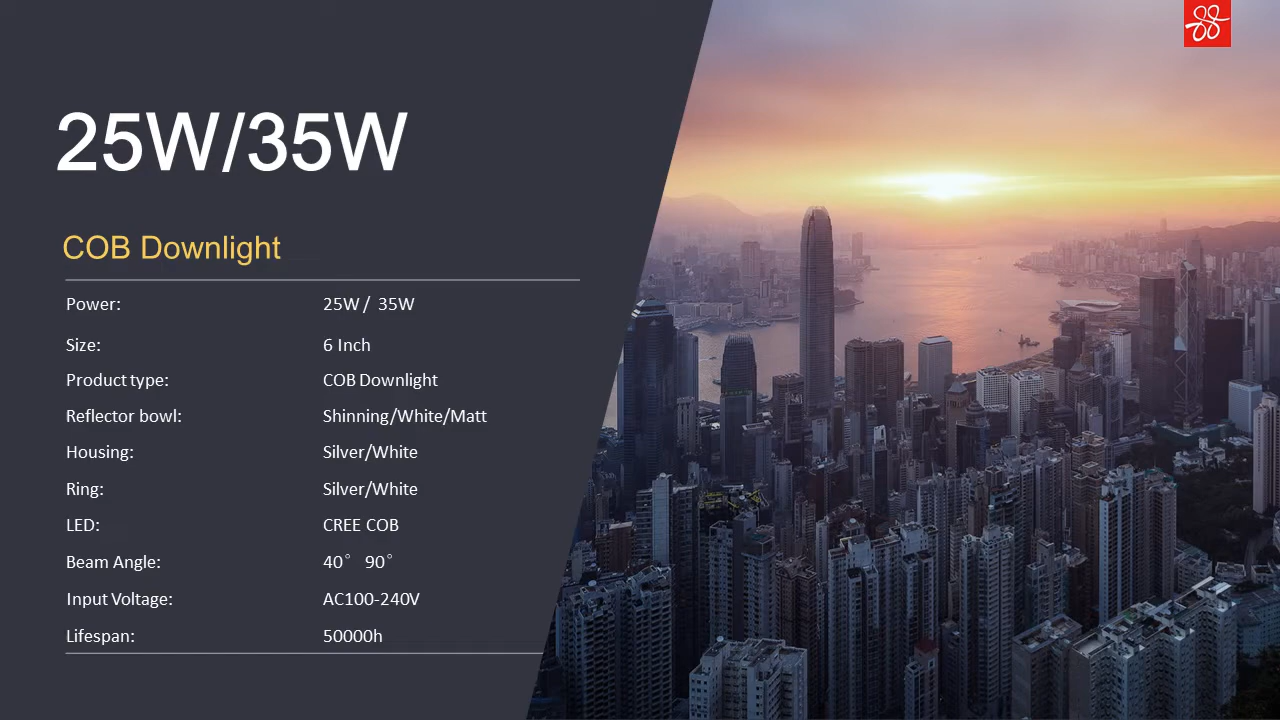 25W/35W
COB Downlight
Power: 25W / 35W
Size: 6 Inch
Product type: COB Downlight
Reflector bowl: Shinning/White/Matt
Housing: Silver/White
Ring: Silver/White
LED: CREE COB
Beam Angle: 40° 90°
Input Voltage: AC100-240V
Lifespan: 50000h